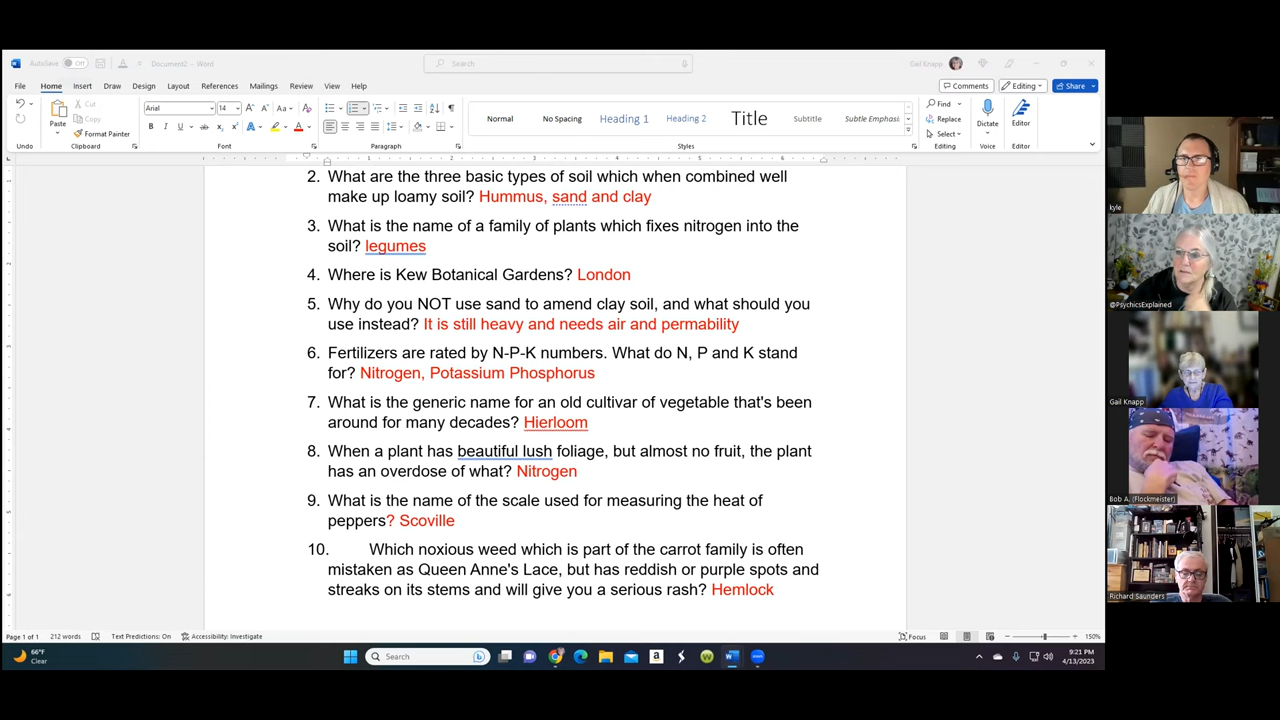 AutoSave Off Document2 - Word Search Gail Knapp
File Home Insert Draw Design Layout References Mailings Review View Help Comments Editing Share
Paste Cut Copy Format Painter Arial 14 Normal No Spacing Heading 1 Heading 2 Title Subtitle Subtle Emphasi Find Replace Select Dictate Editor
Undo Clipboard Font Paragraph Styles Editing Voice Editor
2. What are the three basic types of soil which when combined well
make up loamy soil? Hummus, sand and clay
3. What is the name of a family of plants which fixes nitrogen into the
soil? legumes
4. Where is Kew Botanical Gardens? London
5. Why do you NOT use sand to amend clay soil, and what should you
use instead? It is still heavy and needs air and permability
6. Fertilizers are rated by N-P-K numbers. What do N, P and K stand
for? Nitrogen, Potassium Phosphorus
7. What is the generic name for an old cultivar of vegetable that's been
around for many decades? Hierloom
8. When a plant has beautiful lush foliage, but almost no fruit, the plant
has an overdose of what? Nitrogen
9. What is the name of the scale used for measuring the heat of
peppers? Scoville
10. Which noxious weed which is part of the carrot family is often
mistaken as Queen Anne's Lace, but has reddish or purple spots and
streaks on its stems and will give you a serious rash? Hemlock
Page 1 of 1 212 words Text Predictions: On Accessibility: Investigate Focus 150%
66°F
Clear
Search
9:21 PM
4/13/2023
kyle
@PsychicsExplained
Gail Knapp
Bob A. (Flockmeister)
Richard Saunders